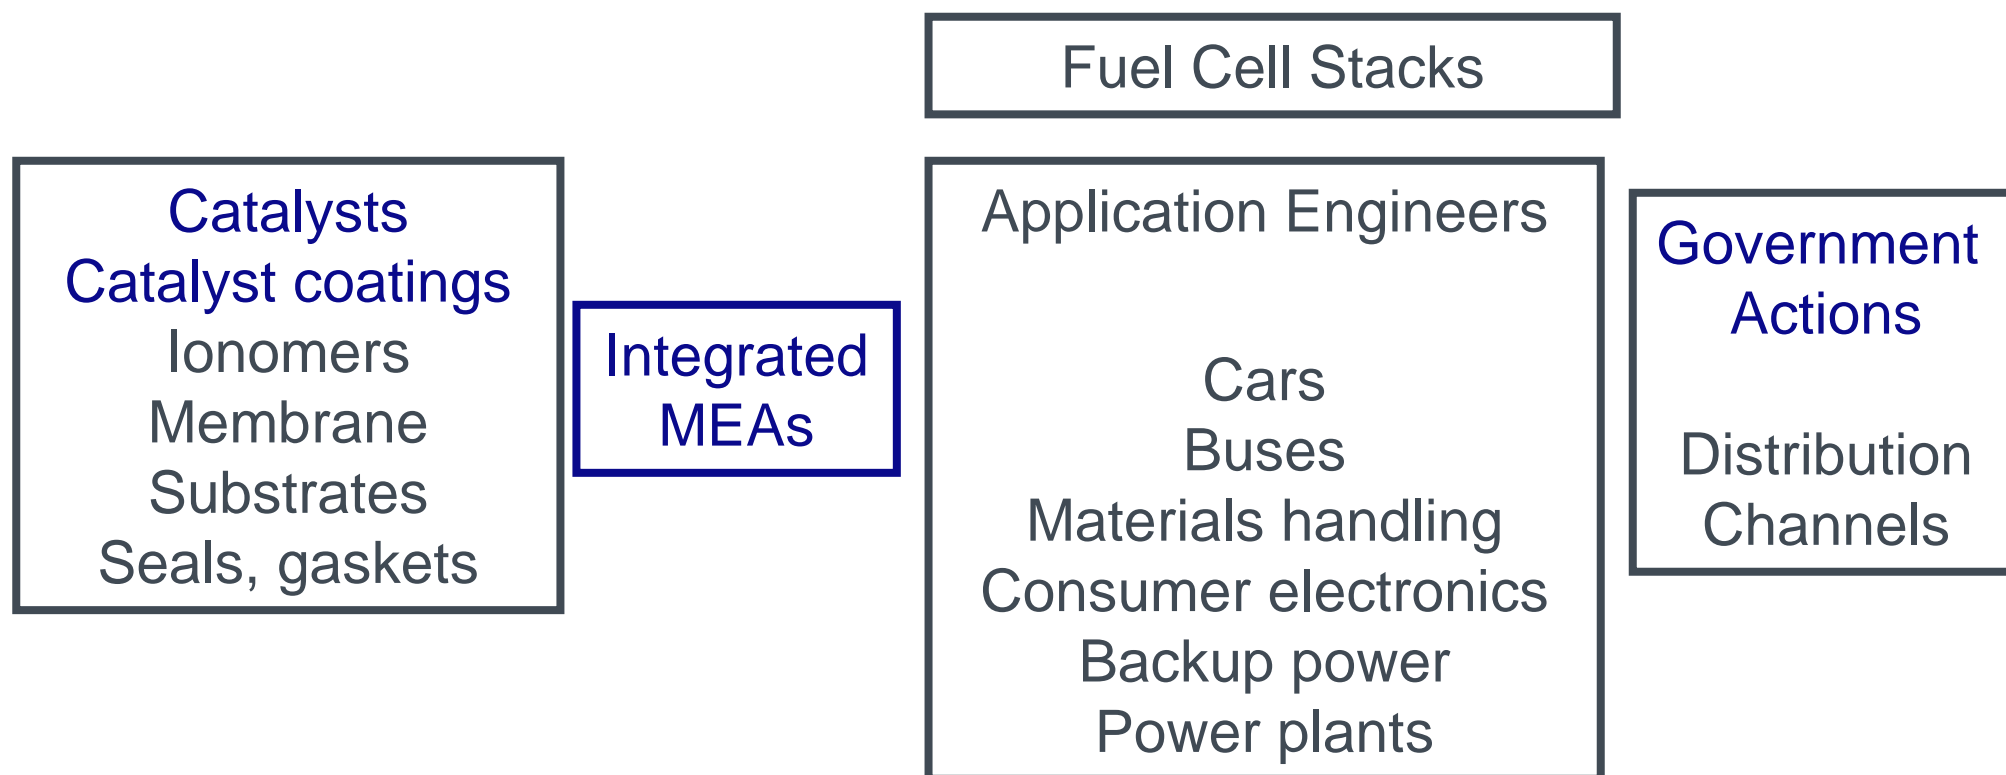 Fuel Cell Stacks
Catalysts
Catalyst coatings
Ionomers
Membrane
Substrates
Seals, gaskets
Integrated
MEAs
Application Engineers
Cars
Buses
Materials handling
Consumer electronics
Backup power
Power plants
Government
Actions
Distribution
Channels